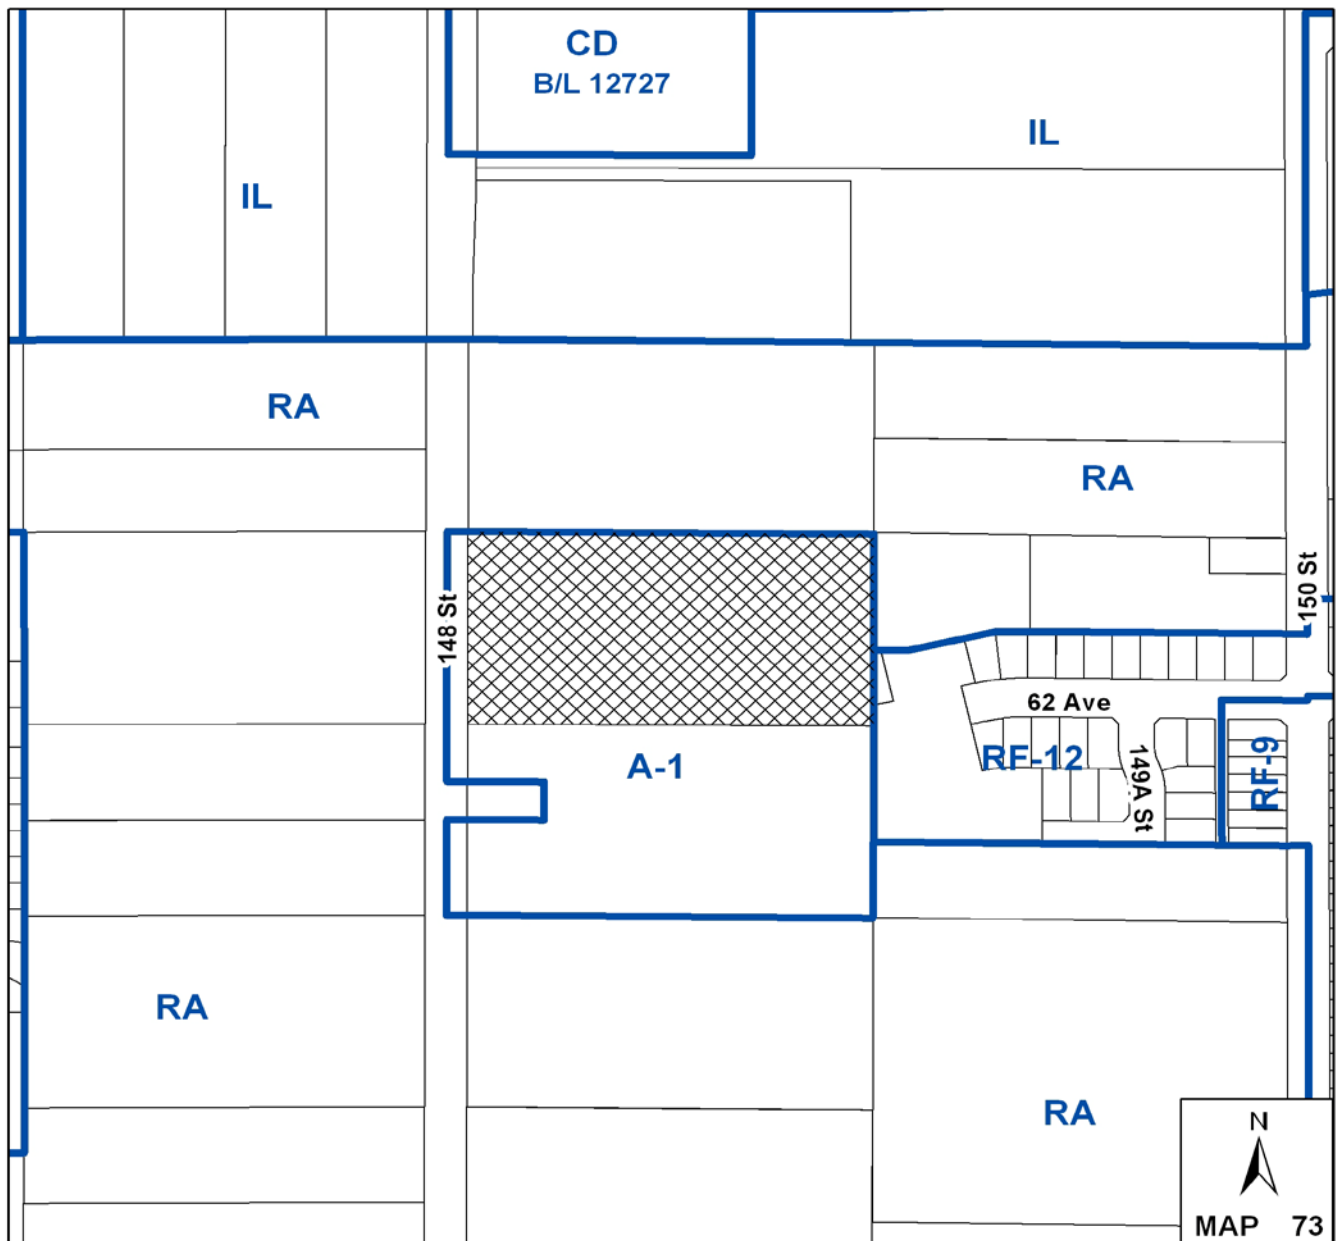 CD
B/L 12727
IL
IL
RA
RA
148 St
150 St
62 Ave
A-1
RF-12
149A St
RF-9
RA
RA
N
MAP 73